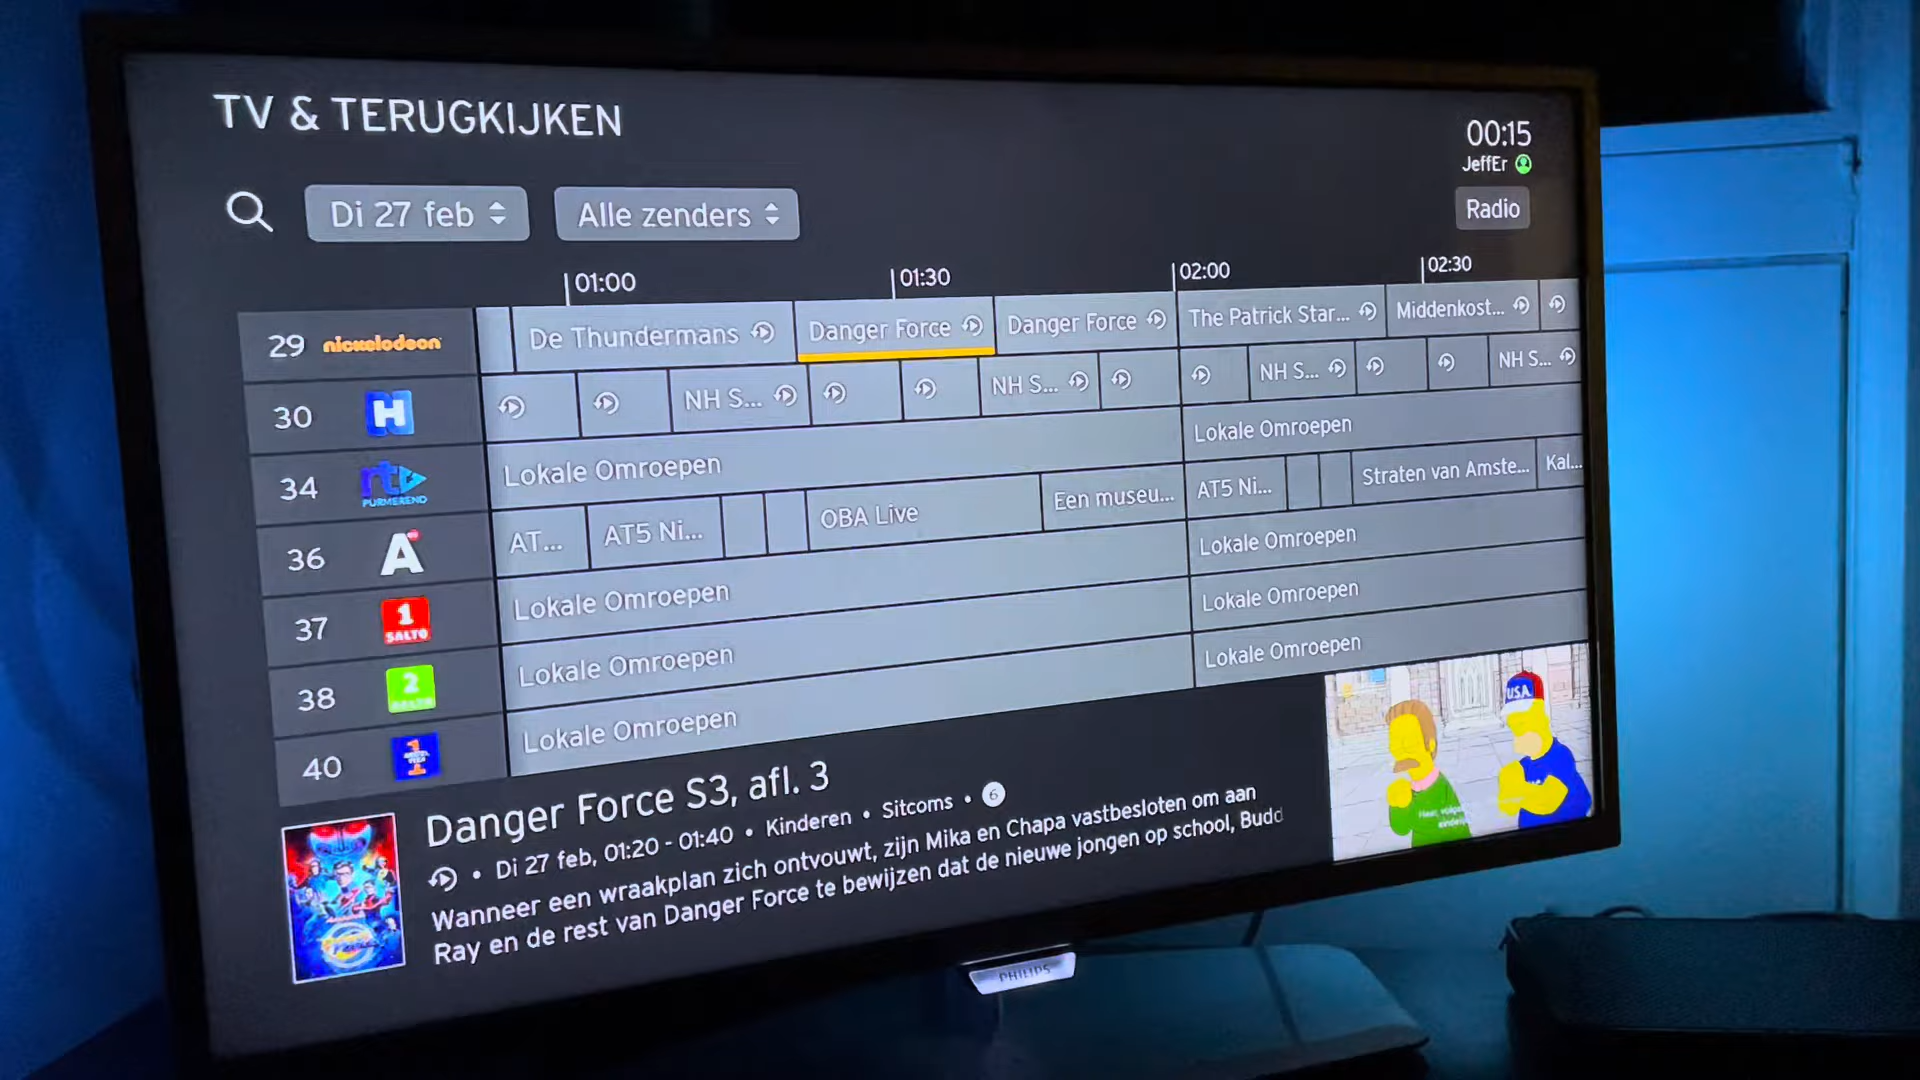 TV & TERUGKIJKEN
00:15
JeffEr
Di 27 feb
Alle zenders
Radio
01:00
01:30
02:00
02:30
29 nickelodeon De Thundermans Danger Force Danger Force The Patrick Star... Middenkost...
30 H NH S... NH S... NH S... NH S...
34 rtv PURMEREND Lokale Omroepen Lokale Omroepen
36 A AT... AT5 Ni... OBA Live Een museu... AT5 Ni... Straten van Amste... Kal...
37 1 SALTO Lokale Omroepen Lokale Omroepen
38 2 SALTO Lokale Omroepen Lokale Omroepen
40 Lokale Omroepen Lokale Omroepen
Danger Force S3, afl. 3
• Di 27 feb, 01:20 - 01:40 • Kinderen • Sitcoms • 6
Wanneer een wraakplan zich ontvouwt, zijn Mika en Chapa vastbesloten om aan
Ray en de rest van Danger Force te bewijzen dat de nieuwe jongen op school, Budd
U.S.A.
PHILIPS